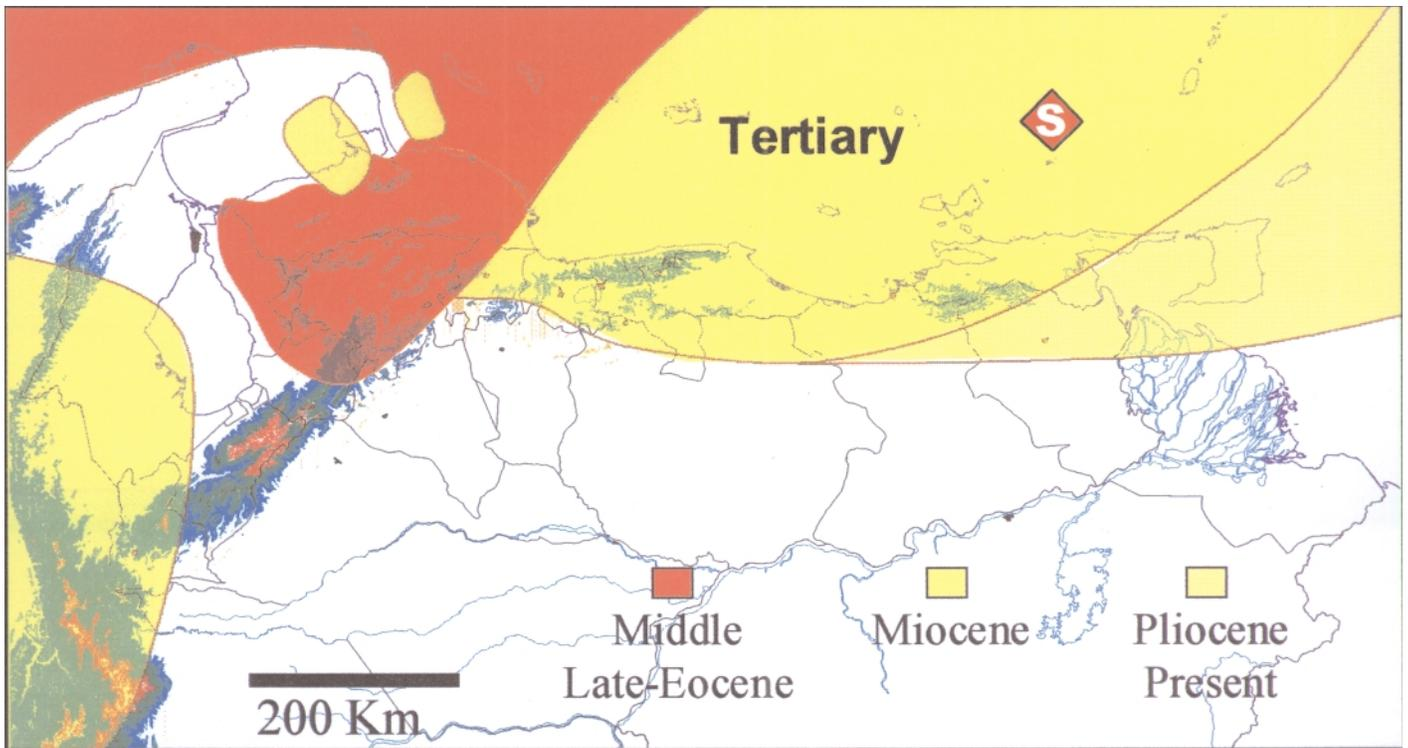 S
Tertiary
Middle
Late-Eocene
Miocene
Pliocene
Present
200 Km